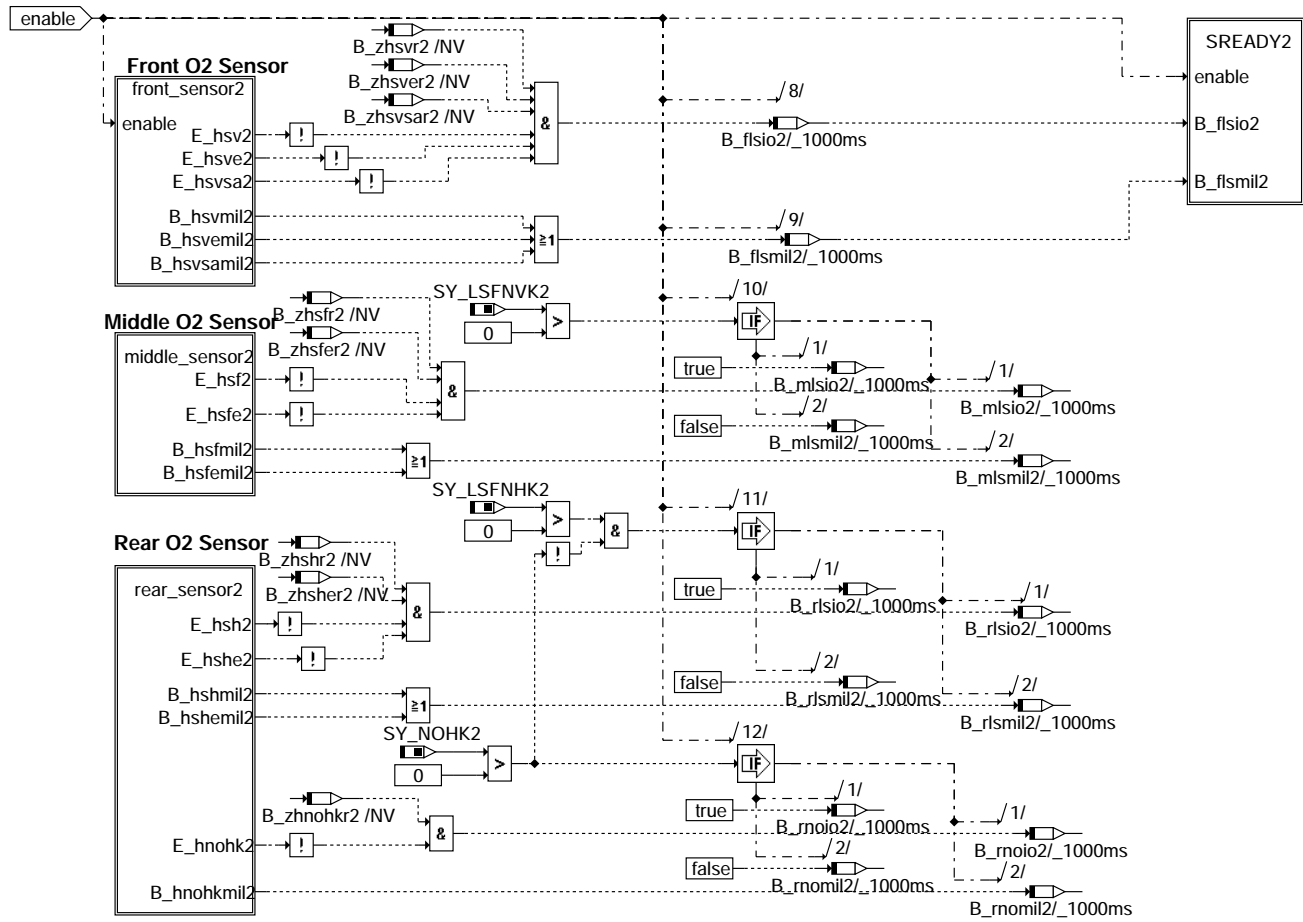 enable
SREADY2
enable
B_flsio2
B_flsmil2
Front O2 Sensor
front_sensor2
enable
E_hsv2
E_hsve2
E_hsvsa2
B_hsvmil2
B_hsvemil2
B_hsvsamil2
B_zhsvr2 /NV
B_zhsver2 /NV
B_zhsvsar2 /NV
!
!
!
&
≧1
/8/
B_flsio2/_1000ms
/9/
B_flsmil2/_1000ms
Middle O2 Sensor
middle_sensor2
E_hsf2
E_hsfe2
B_hsfmil2
B_hsfemil2
B_zhsfr2 /NV
B_zhsfer2 /NV
!
!
&
≧1
SY_LSFNVK2
0
>
/10/
IF
true
/1/
B_mlsio2/_1000ms
false
/2/
B_mlsmil2/_1000ms
/1/
B_mlsio2/_1000ms
/2/
B_mlsmil2/_1000ms
Rear O2 Sensor
rear_sensor2
E_hsh2
E_hshe2
B_hshmil2
B_hshemil2
E_hnohk2
B_hnohkmil2
B_zhshr2 /NV
B_zhsher2 /NV
!
!
&
≧1
SY_LSFNHK2
0
>
!
&
/11/
IF
true
/1/
B_rlsio2/_1000ms
false
/2/
B_rlsmil2/_1000ms
/1/
B_rlsio2/_1000ms
/2/
B_rlsmil2/_1000ms
SY_NOHK2
0
>
B_zhnohkr2 /NV
!
&
/12/
IF
true
/1/
B_rnoio2/_1000ms
false
/2/
B_rnomil2/_1000ms
/1/
B_rnoio2/_1000ms
/2/
B_rnomil2/_1000ms